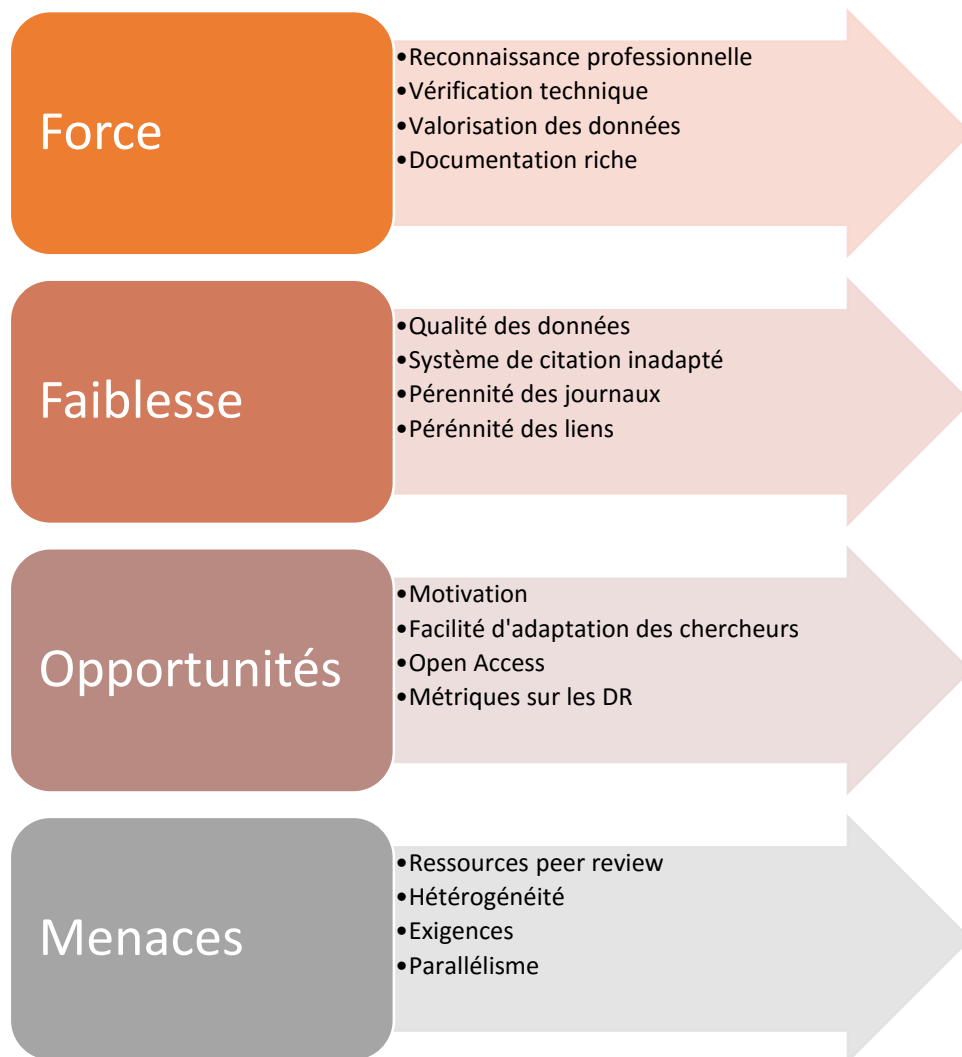 Force
•Reconnaissance professionnelle
•Vérification technique
•Valorisation des données
•Documentation riche
Faiblesse
•Qualité des données
•Système de citation inadapté
•Pérennité des journaux
•Pérénnité des liens
Opportunités
•Motivation
•Facilité d'adaptation des chercheurs
•Open Access
•Métriques sur les DR
Menaces
•Ressources peer review
•Hétérogénéité
•Exigences
•Parallélisme